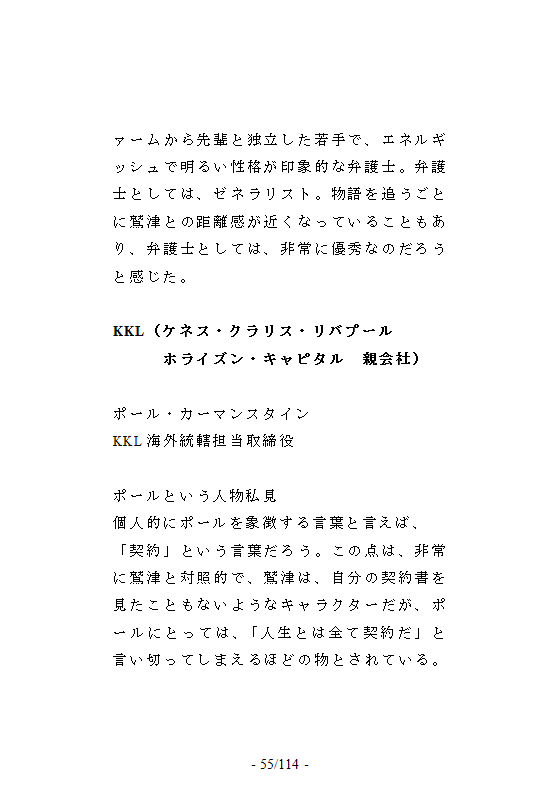 ァームから先輩と独立した若手で、エネルギ
ッシュで明るい性格が印象的な弁護士。弁護
士としては、ゼネラリスト。物語を追うごと
に鷲津との距離感が近くなっていることもあ
り、弁護士としては、非常に優秀なのだろう
と感じた。
KKL（ケネス・クラリス・リバプール
ホライズン・キャピタル　親会社）
ポール・カーマンスタイン
KKL 海外統轄担当取締役
ポールという人物私見
個人的にポールを象徴する言葉と言えば、
「契約」という言葉だろう。この点は、非常
に鷲津と対照的で、鷲津は、自分の契約書を
見たこともないようなキャラクターだが、ポ
ールにとっては、「人生とは全て契約だ」と
言い切ってしまえるほどの物とされている。
- 55/114 -